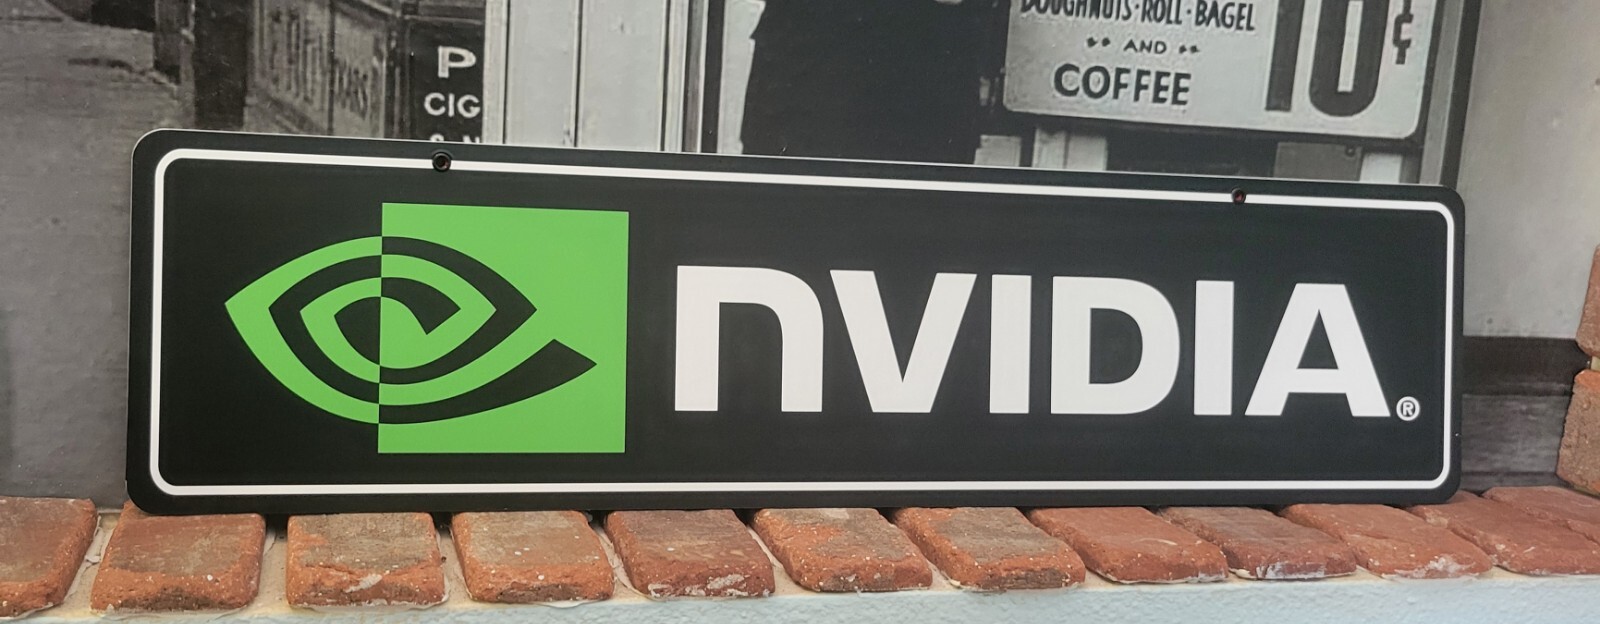 DOUGHNUTS·ROLL·BAGEL
AND
COFFEE
10¢
P
CIG
NVIDIA®